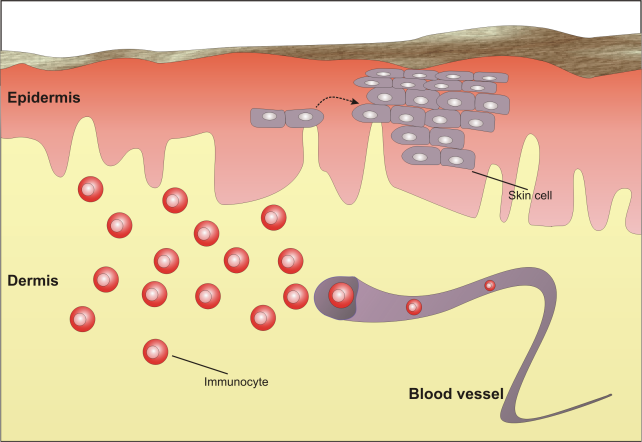 Epidermis
Skin cell
Dermis
Immunocyte
Blood vessel